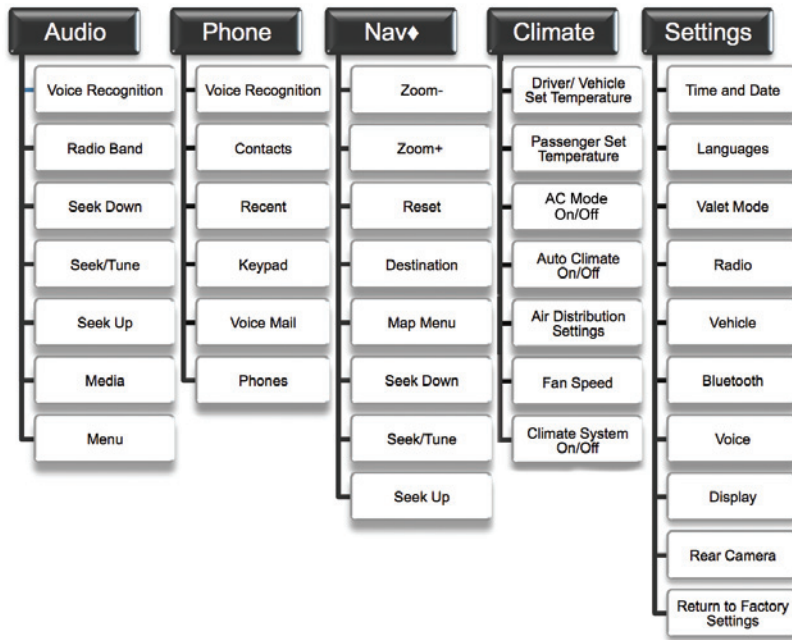 Audio
Voice Recognition
Radio Band
Seek Down
Seek/Tune
Seek Up
Media
Menu
Phone
Voice Recognition
Contacts
Recent
Keypad
Voice Mail
Phones
Nav♦
Zoom-
Zoom+
Reset
Destination
Map Menu
Seek Down
Seek/Tune
Seek Up
Climate
Driver/ Vehicle
Set Temperature
Passenger Set
Temperature
AC Mode
On/Off
Auto Climate
On/Off
Air Distribution
Settings
Fan Speed
Climate System
On/Off
Settings
Time and Date
Languages
Valet Mode
Radio
Vehicle
Bluetooth
Voice
Display
Rear Camera
Return to Factory
Settings